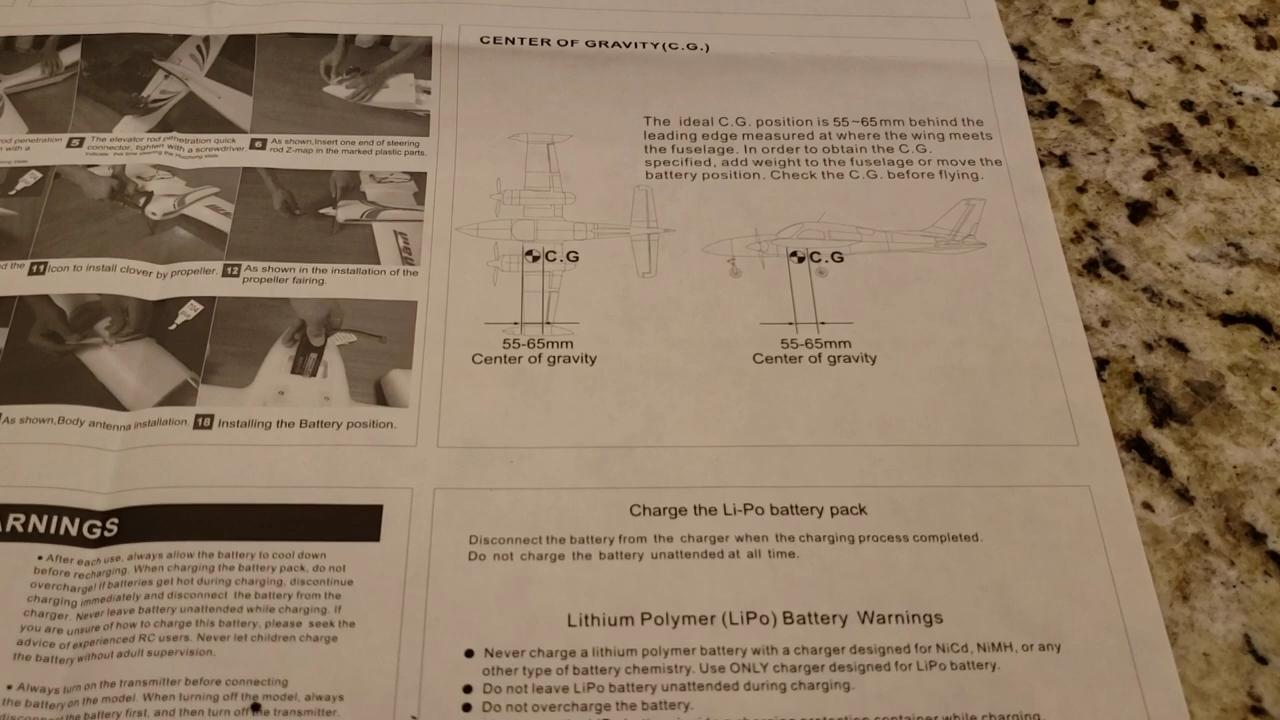 rod penetration
with a
5 The elevator rod penetration quick
connector, tighten with a screwdriver
6 As shown,Insert one end of steering
rod Z-map in the marked plastic parts.
d the
11 Icon to install clover by propeller.
12 As shown in the installation of the
propeller fairing.
As shown,Body antenna installation.
18 Installing the Battery position.
CENTER OF GRAVITY(C.G.)
The ideal C.G. position is 55~65mm behind the
leading edge measured at where the wing meets
the fuselage. In order to obtain the C.G.
specified, add weight to the fuselage or move the
battery position. Check the C.G. before flying.
C.G
C.G
55-65mm
Center of gravity
55-65mm
Center of gravity
ARNINGS
• After each use, always allow the battery to cool down
before recharging. When charging the battery pack, do not
overcharge! If batteries get hot during charging, discontinue
charging immediately and disconnect the battery from the
charger. Never leave battery unattended while charging. If
you are unsure of how to charge this battery, please seek the
advice of experienced RC users. Never let children charge
the battery without adult supervision.
• Always turn on the transmitter before connecting
the battery on the model. When turning off the model, always
disconnect the battery first, and then turn off the transmitter.
Charge the Li-Po battery pack
Disconnect the battery from the charger when the charging process completed.
Do not charge the battery unattended at all time.
Lithium Polymer (LiPo) Battery Warnings
● Never charge a lithium polymer battery with a charger designed for NiCd, NiMH, or any
other type of battery chemistry. Use ONLY charger designed for LiPo battery.
● Do not leave LiPo battery unattended during charging.
● Do not overcharge the battery.
charging protection container while charging.